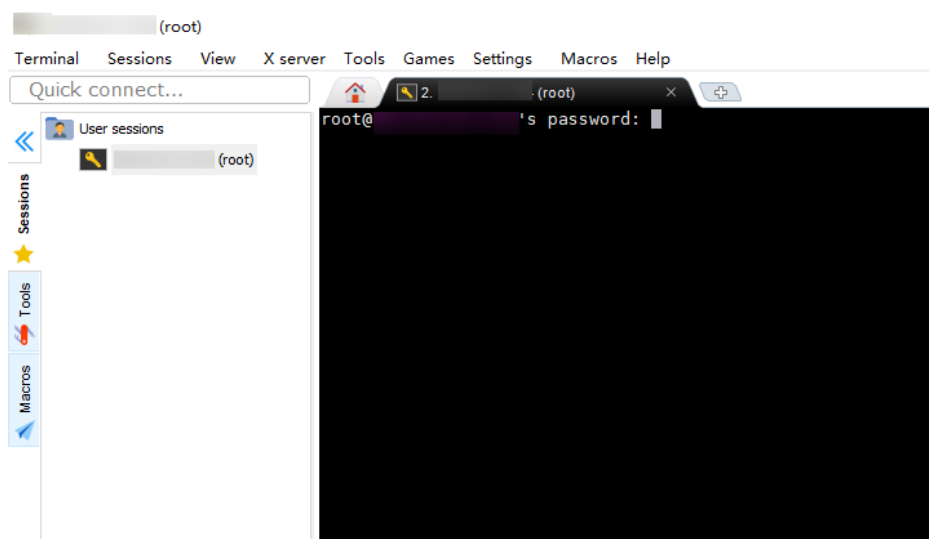 (root)
Terminal Sessions View X server Tools Games Settings Macros Help
Quick connect...
2. (root)
root@ 's password:
User sessions
(root)
Sessions
Tools
Macros